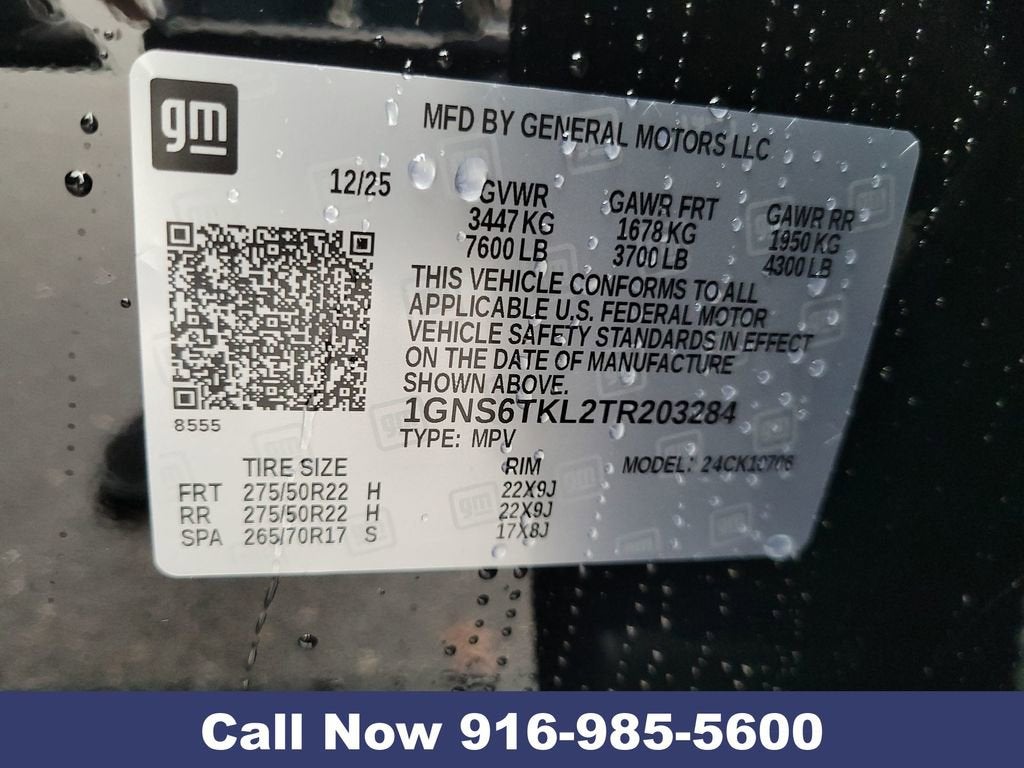 gm
MFD BY GENERAL MOTORS LLC
12/25
GVWR GAWR FRT GAWR RR
3447 KG 1678 KG 1950 KG
7600 LB 3700 LB 4300 LB
THIS VEHICLE CONFORMS TO ALL
APPLICABLE U.S. FEDERAL MOTOR
VEHICLE SAFETY STANDARDS IN EFFECT
ON THE DATE OF MANUFACTURE
SHOWN ABOVE.
8555
1GNS6TKL2TR203284
TYPE: MPV
TIRE SIZE RIM MODEL: 24CK10706
FRT 275/50R22 H 22X9J
RR 275/50R22 H 22X9J
SPA 265/70R17 S 17X8J
Call Now 916-985-5600